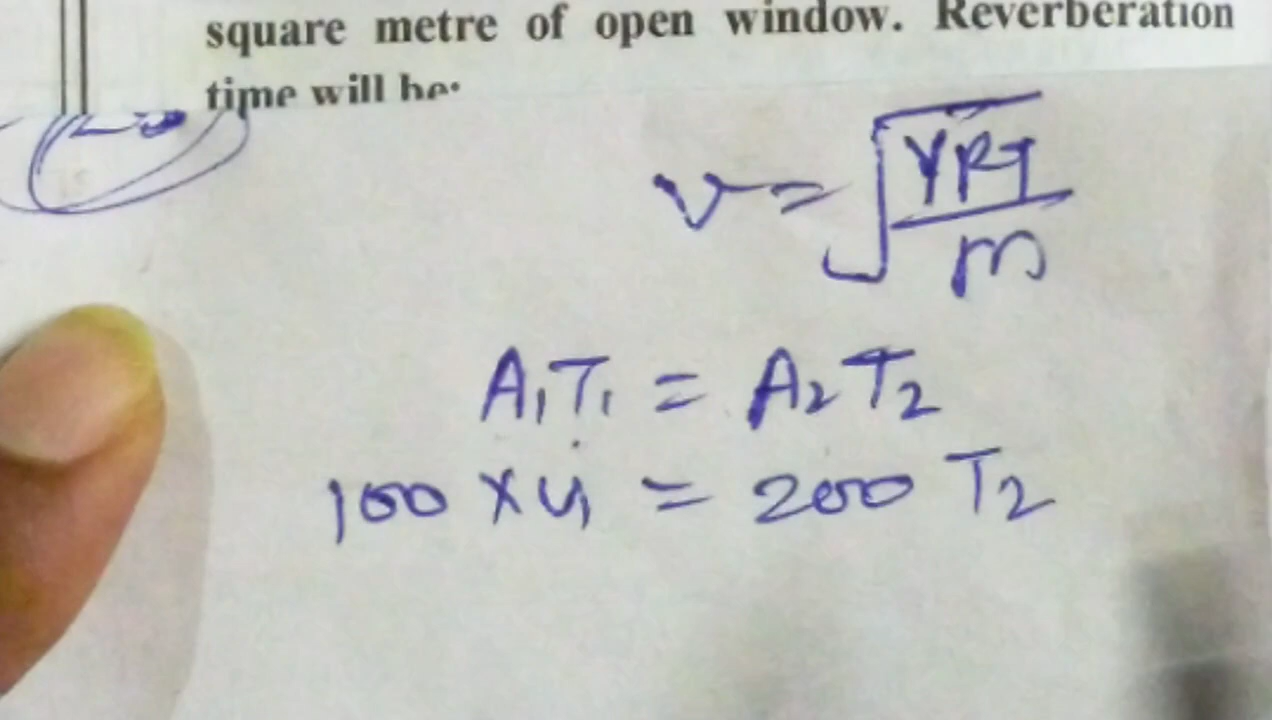 square metre of open window. Reverberation
time will be:
v = √γRT/m
A₁T₁ = A₂T₂
100 × 4 = 200 T₂